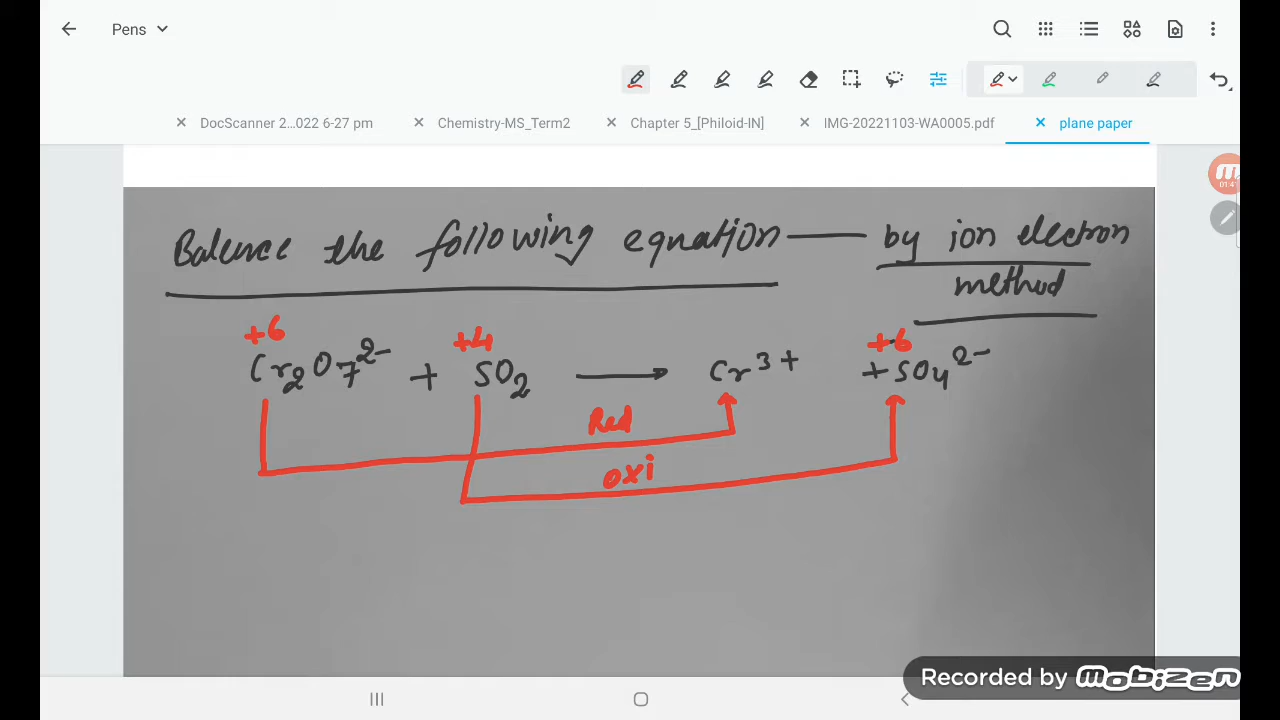 Pens
DocScanner 2...022 6-27 pm
Chemistry-MS_Term2
Chapter 5_[Philoid-IN]
IMG-20221103-WA0005.pdf
plane paper
01:4
Balence the following equation — by ion electron
method
+6 +4 +6
Cr2O7^2- + SO2 → Cr^3+ + SO4^2-
Red
oxi
Recorded by mobizen